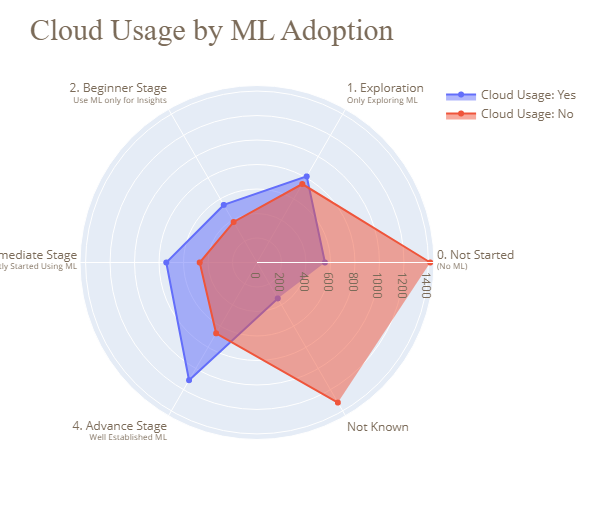 Cloud Usage by ML Adoption
2. Beginner Stage
Use ML only for Insights
1. Exploration
Only Exploring ML
Cloud Usage: Yes
Cloud Usage: No
mediate Stage
Started Using ML
0. Not Started
(No ML)
0
200
400
600
800
1000
1200
1400
4. Advance Stage
Well Established ML
Not Known